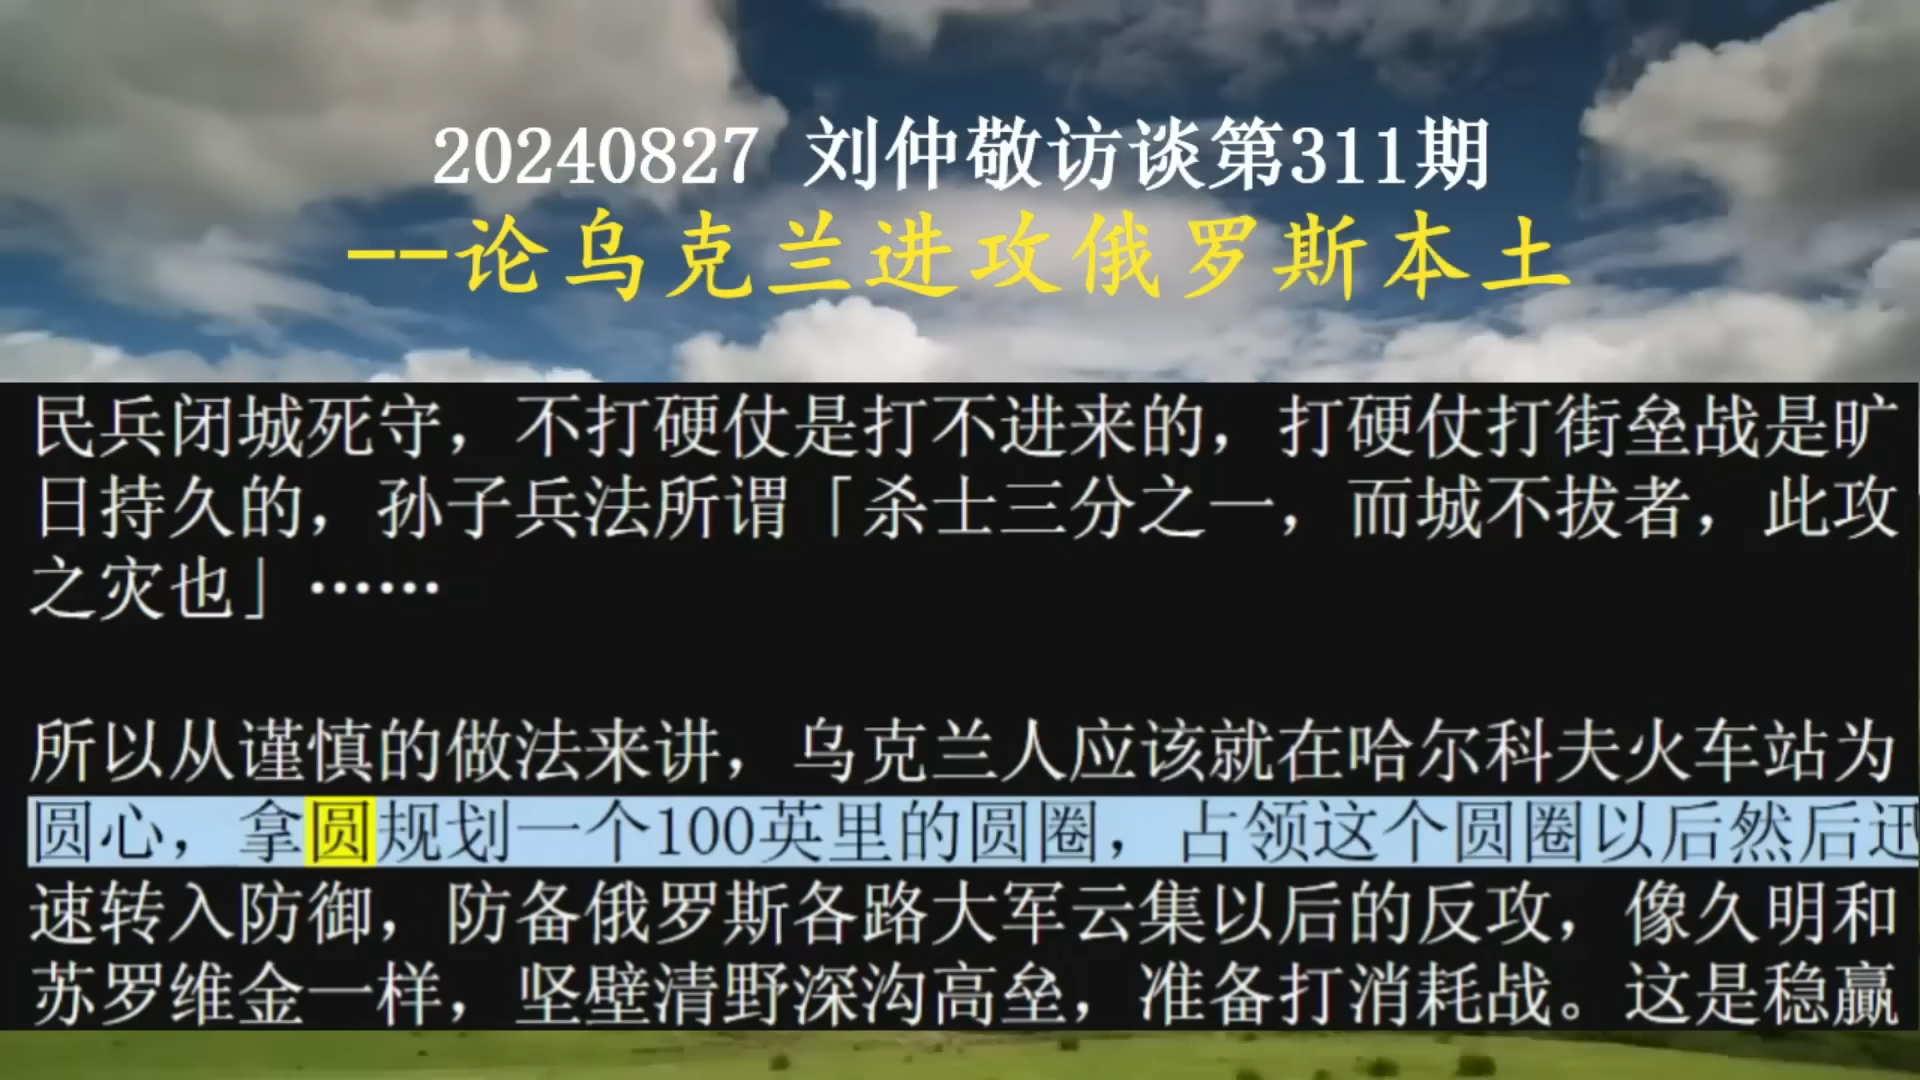 20240827 刘仲敬访谈第311期
--论乌克兰进攻俄罗斯本土
民兵闭城死守，不打硬仗是打不进来的，打硬仗打街垒战是旷
日持久的，孙子兵法所谓「杀士三分之一，而城不拔者，此攻
之灾也」……
所以从谨慎的做法来讲，乌克兰人应该就在哈尔科夫火车站为
圆心，拿圆规划一个100英里的圆圈，占领这个圆圈以后然后迅
速转入防御，防备俄罗斯各路大军云集以后的反攻，像久明和
苏罗维金一样，坚壁清野深沟高垒，准备打消耗战。这是稳赢